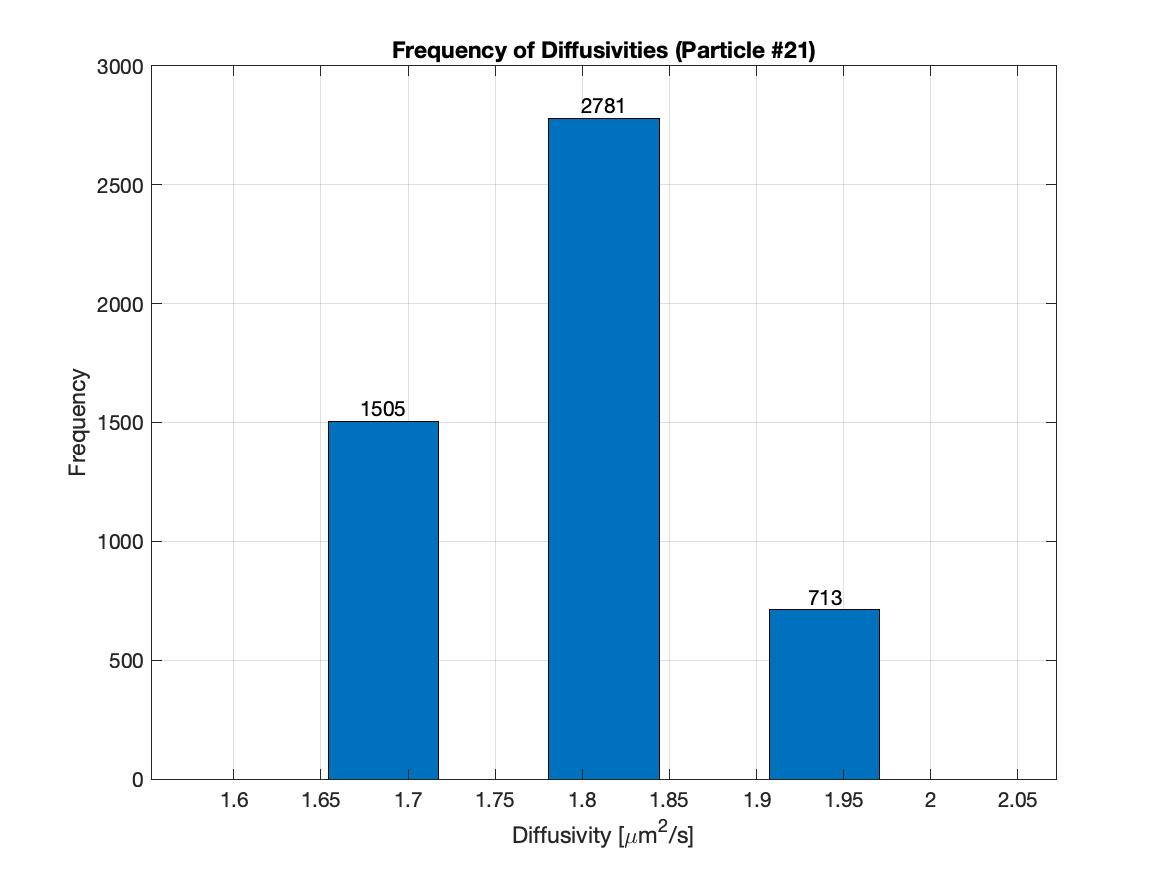 Frequency of Diffusivities (Particle #21)
3000
2500
2000
1500
1000
500
0
Frequency
1505
2781
713
1.6 1.65 1.7 1.75 1.8 1.85 1.9 1.95 2 2.05
Diffusivity [μm²/s]